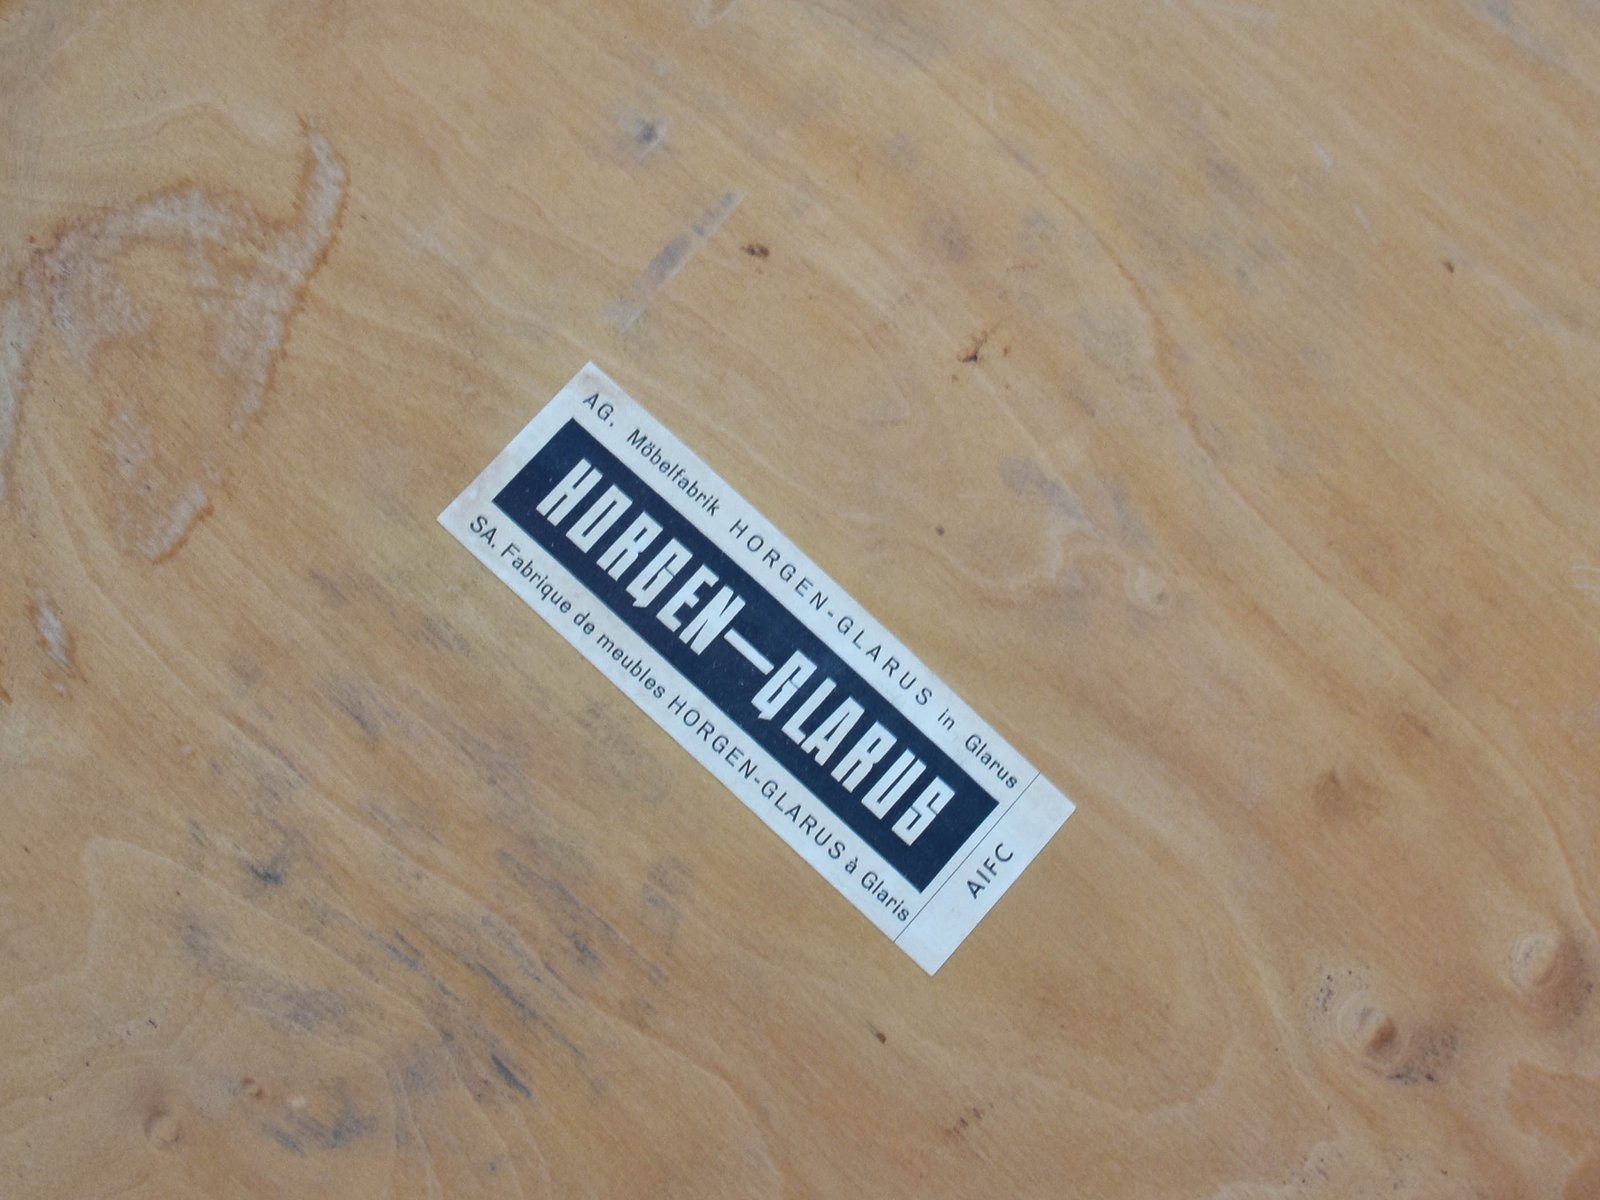 AG. Möbelfabrik HORGEN-GLARUS in Glarus
HORGEN-GLARUS
SA. Fabrique de meubles HORGEN-GLARUS à Glaris
AIFC